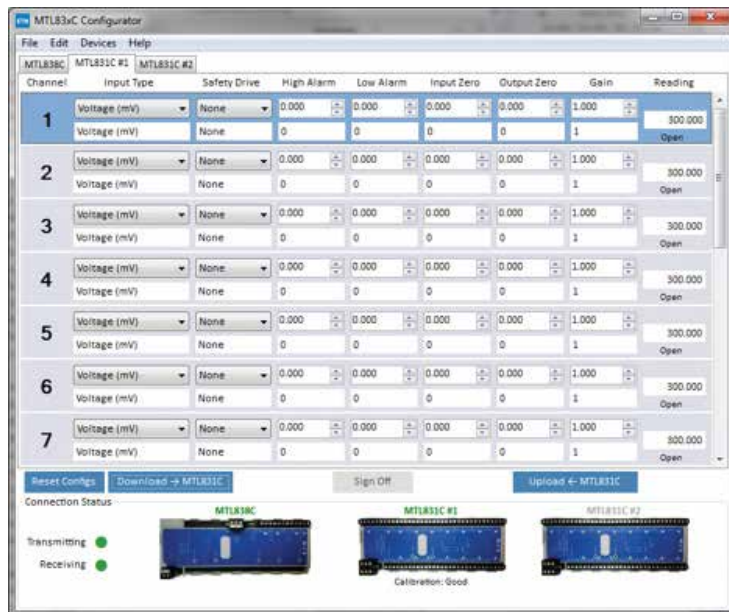 MTL83xC Configurator
File Edit Devices Help
MTL838C MTL831C #1 MTL831C #2
Channel Input Type Safety Drive High Alarm Low Alarm Input Zero Output Zero Gain Reading
1 Voltage (mV) None 0.000 0.000 0.000 0.000 1.000 300.000
Voltage (mV) None 0 0 0 0 1 Open
2 Voltage (mV) None 0.000 0.000 0.000 0.000 1.000 300.000
Voltage (mV) None 0 0 0 0 1 Open
3 Voltage (mV) None 0.000 0.000 0.000 0.000 1.000 300.000
Voltage (mV) None 0 0 0 0 1 Open
4 Voltage (mV) None 0.000 0.000 0.000 0.000 1.000 300.000
Voltage (mV) None 0 0 0 0 1 Open
5 Voltage (mV) None 0.000 0.000 0.000 0.000 1.000 300.000
Voltage (mV) None 0 0 0 0 1 Open
6 Voltage (mV) None 0.000 0.000 0.000 0.000 1.000 300.000
Voltage (mV) None 0 0 0 0 1 Open
7 Voltage (mV) None 0.000 0.000 0.000 0.000 1.000 300.000
Voltage (mV) None 0 0 0 0 1 Open
Reset Configs Download → MTL831C Sign Off Upload ← MTL831C
Connection Status
MTL838C MTL831C #1 MTL831C #2
Transmitting
Receiving
Calibration: Good